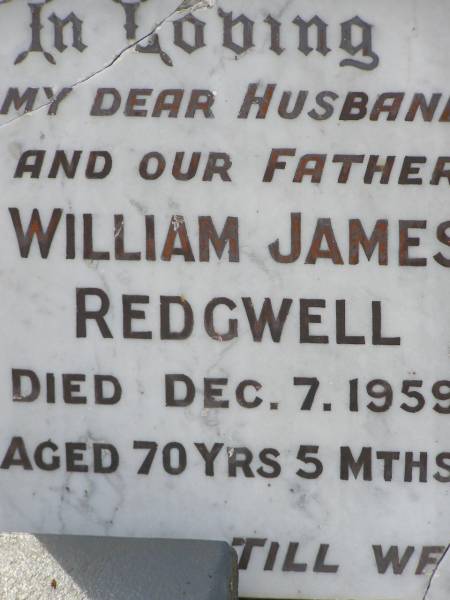 In Loving
MY DEAR HUSBAND
AND OUR FATHER
WILLIAM JAMES
REDGWELL
DIED DEC. 7. 1959
AGED 70 YRS 5 MTHS
TILL WE